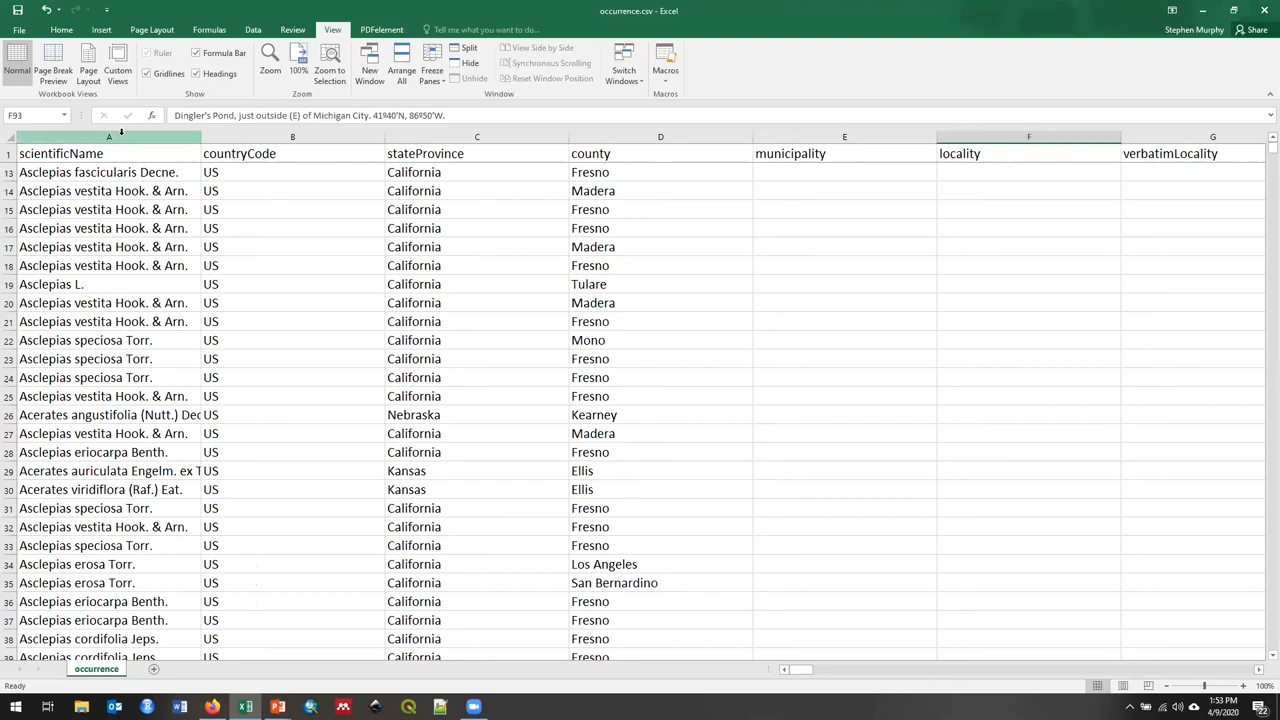 occurrence.csv - Excel
File Home Insert Page Layout Formulas Data Review View PDFelement Tell me what you want to do... Stephen Murphy Share
Normal
Page Break Preview
Page Layout
Custom Views
Ruler Formula Bar
Gridlines Headings
Zoom
100%
Zoom to Selection
New Window
Arrange All
Freeze Panes
Split
Hide
Unhide
View Side by Side
Synchronous Scrolling
Reset Window Position
Switch Windows
Macros
Workbook Views Show Zoom Window Macros
F93 fx Dingler's Pond, just outside (E) of Michigan City. 41º40'N, 86º50'W.
A B C D E F G
1 scientificName countryCode stateProvince county municipality locality verbatimLocality
13 Asclepias fascicularis Decne. US California Fresno
14 Asclepias vestita Hook. & Arn. US California Madera
15 Asclepias vestita Hook. & Arn. US California Fresno
16 Asclepias vestita Hook. & Arn. US California Fresno
17 Asclepias vestita Hook. & Arn. US California Madera
18 Asclepias vestita Hook. & Arn. US California Fresno
19 Asclepias L. US California Tulare
20 Asclepias vestita Hook. & Arn. US California Madera
21 Asclepias vestita Hook. & Arn. US California Fresno
22 Asclepias speciosa Torr. US California Mono
23 Asclepias speciosa Torr. US California Fresno
24 Asclepias speciosa Torr. US California Fresno
25 Asclepias vestita Hook. & Arn. US California Fresno
26 Acerates angustifolia (Nutt.) Dec US Nebraska Kearney
27 Asclepias vestita Hook. & Arn. US California Madera
28 Asclepias eriocarpa Benth. US California Fresno
29 Acerates auriculata Engelm. ex T US Kansas Ellis
30 Acerates viridiflora (Raf.) Eat. US Kansas Ellis
31 Asclepias speciosa Torr. US California Fresno
32 Asclepias vestita Hook. & Arn. US California Fresno
33 Asclepias speciosa Torr. US California Fresno
34 Asclepias erosa Torr. US California Los Angeles
35 Asclepias erosa Torr. US California San Bernardino
36 Asclepias eriocarpa Benth. US California Fresno
37 Asclepias eriocarpa Benth. US California Fresno
38 Asclepias cordifolia Jeps. US California Fresno
39 Asclepias cordifolia Jeps. US California Fresno
occurrence
Ready 100%
1:53 PM
4/9/2020